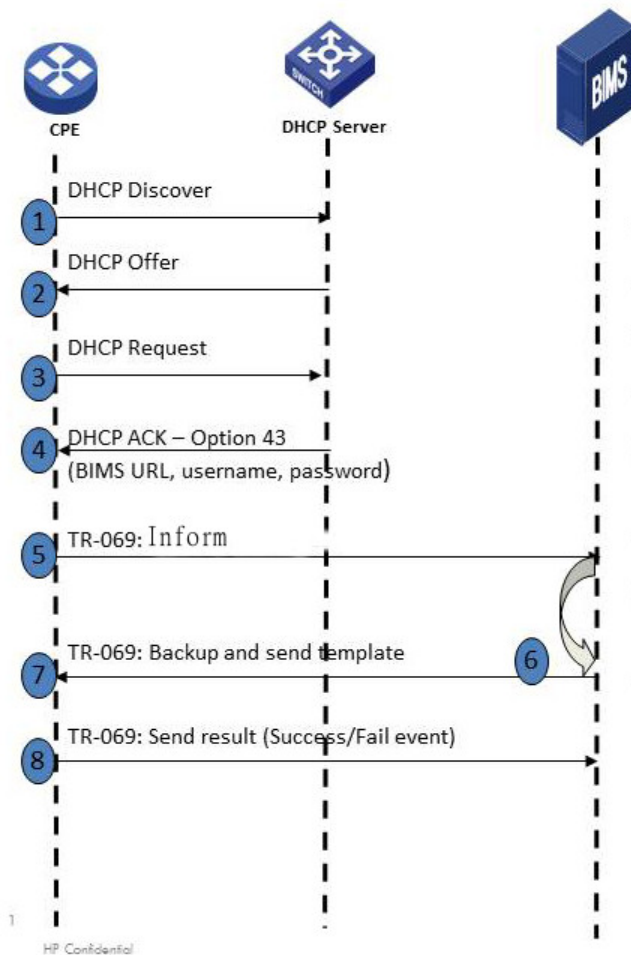 SWITCH
BIMS
CPE
DHCP Server
DHCP Discover
1
DHCP Offer
2
DHCP Request
3
DHCP ACK – Option 43
4
(BIMS URL, username, password)
TR-069: Inform
5
6
TR-069: Backup and send template
7
TR-069: Send result (Success/Fail event)
8
1
HP Confidential